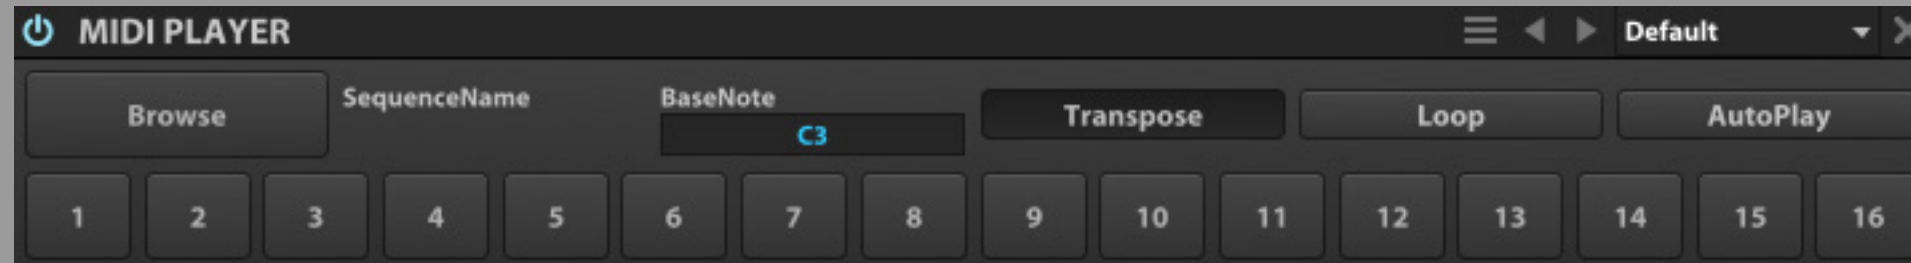 MIDI PLAYER Default
Browse SequenceName BaseNote C3 Transpose Loop AutoPlay
1 2 3 4 5 6 7 8 9 10 11 12 13 14 15 16